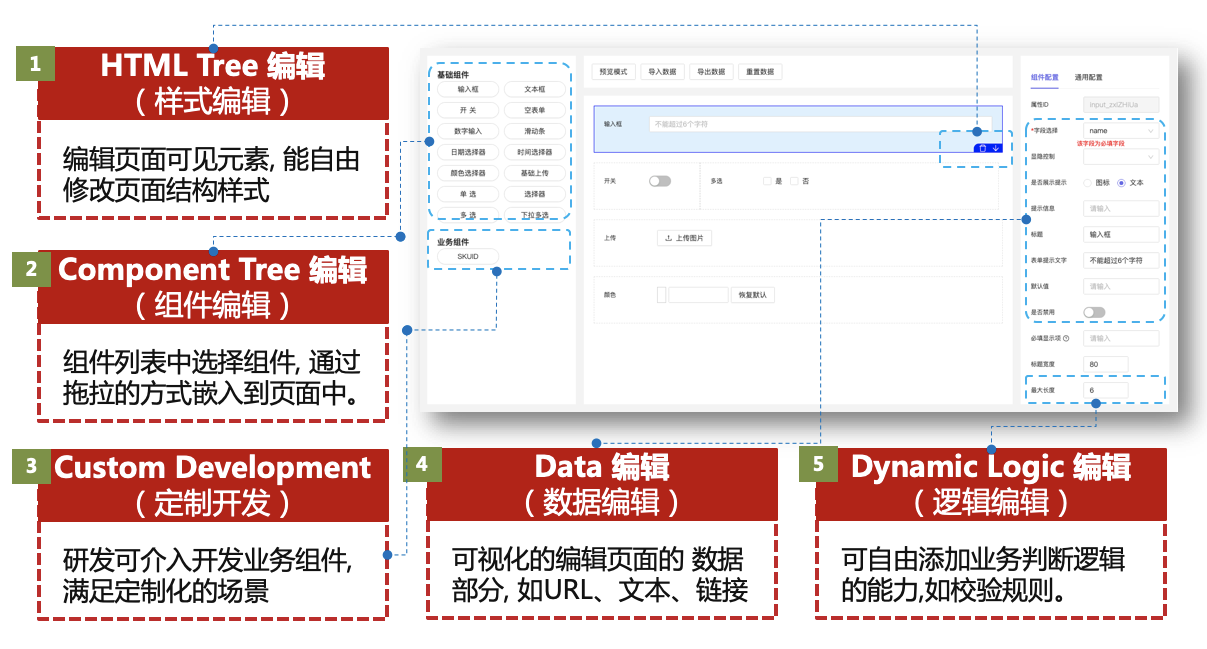 1
HTML Tree 编辑
（样式编辑）
编辑页面可见元素, 能自由
修改页面结构样式
2
Component Tree 编辑
（组件编辑）
组件列表中选择组件, 通过
拖拉的方式嵌入到页面中。
3
Custom Development
（定制开发）
研发可介入开发业务组件,
满足定制化的场景
基础组件
输入框 文本框
开 关 空表单
数字输入 滑动条
日期选择器 时间选择器
颜色选择器 基础上传
单 选 选择器
多 选 下拉多选
业务组件
SKUID
预览模式 导入数据 导出数据 重置数据
输入框 不能超过6个字符
开关 多选 是 否
上传 上传图片
颜色 恢复默认
组件配置 通用配置
属性ID input_zxlZHlUa
*字段选择 name
该字段为必填字段
显隐控制
是否展示提示 图标 文本
提示信息 请输入
标题 输入框
表单提示文字 不能超过6个字符
默认值 请输入
是否禁用
必填显示项 请输入
标题宽度 80
最大长度 6
4
Data 编辑
（数据编辑）
可视化的编辑页面的 数据
部分, 如URL、文本、链接
5
Dynamic Logic 编辑
（逻辑编辑）
可自由添加业务判断逻辑
的能力,如校验规则。